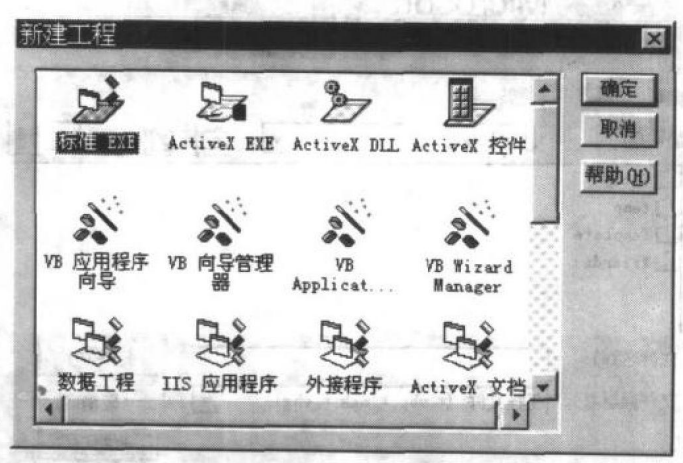 新建工程
确定
取消
帮助(H)
标准 EXE
ActiveX EXE
ActiveX DLL
ActiveX 控件
VB 应用程序
向导
VB 向导管理
器
VB
Applicat...
VB Wizard
Manager
数据工程
IIS 应用程序
外接程序
ActiveX 文档